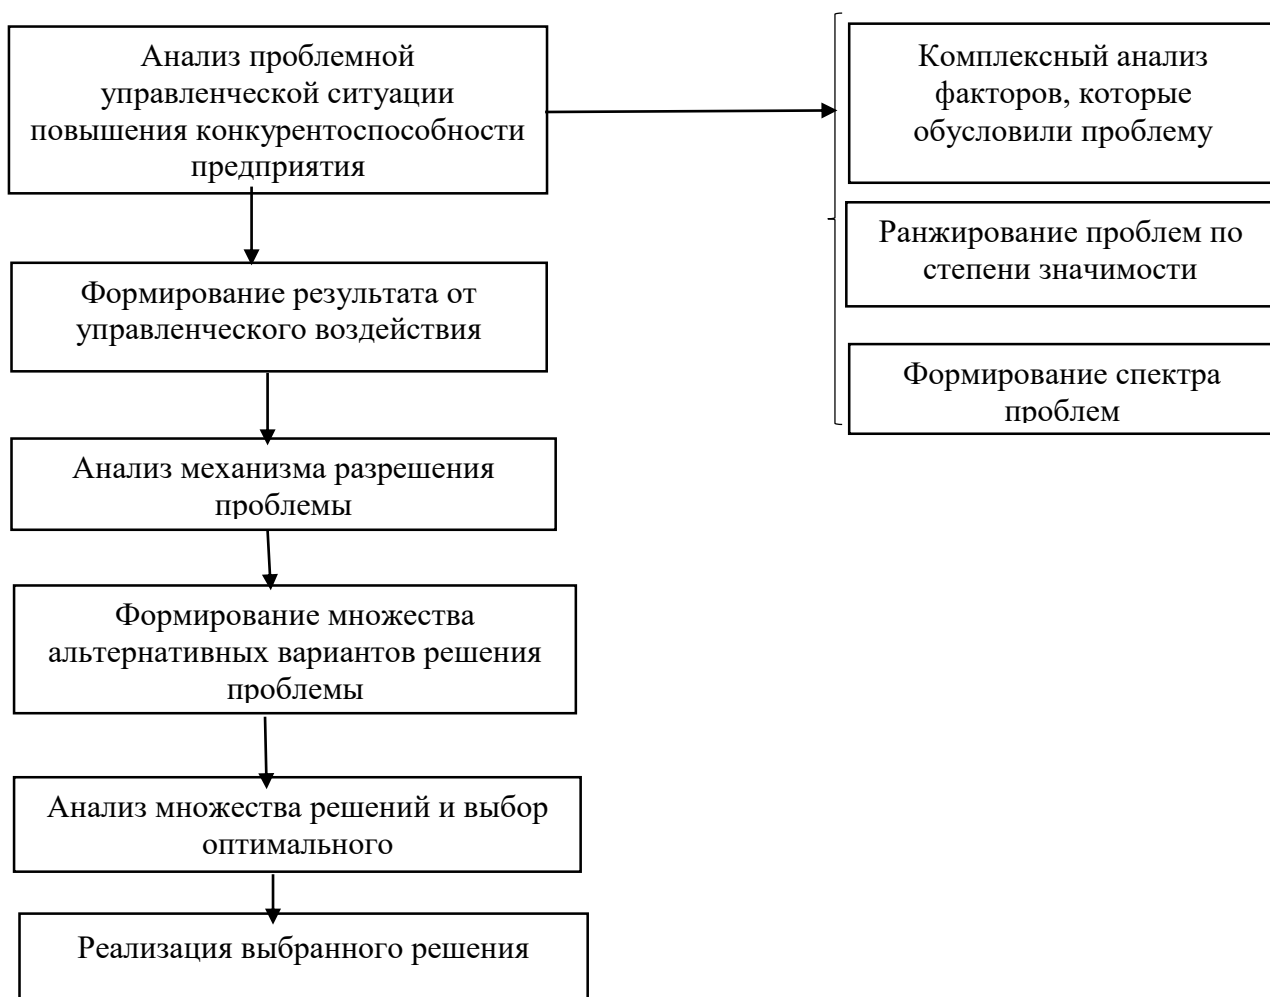 Анализ проблемной
управленческой ситуации
повышения конкурентоспособности
предприятия
Комплексный анализ
факторов, которые
обусловили проблему
Ранжирование проблем по
степени значимости
Формирование спектра
проблем
Формирование результата от
управленческого воздействия
Анализ механизма разрешения
проблемы
Формирование множества
альтернативных вариантов решения
проблемы
Анализ множества решений и выбор
оптимального
Реализация выбранного решения